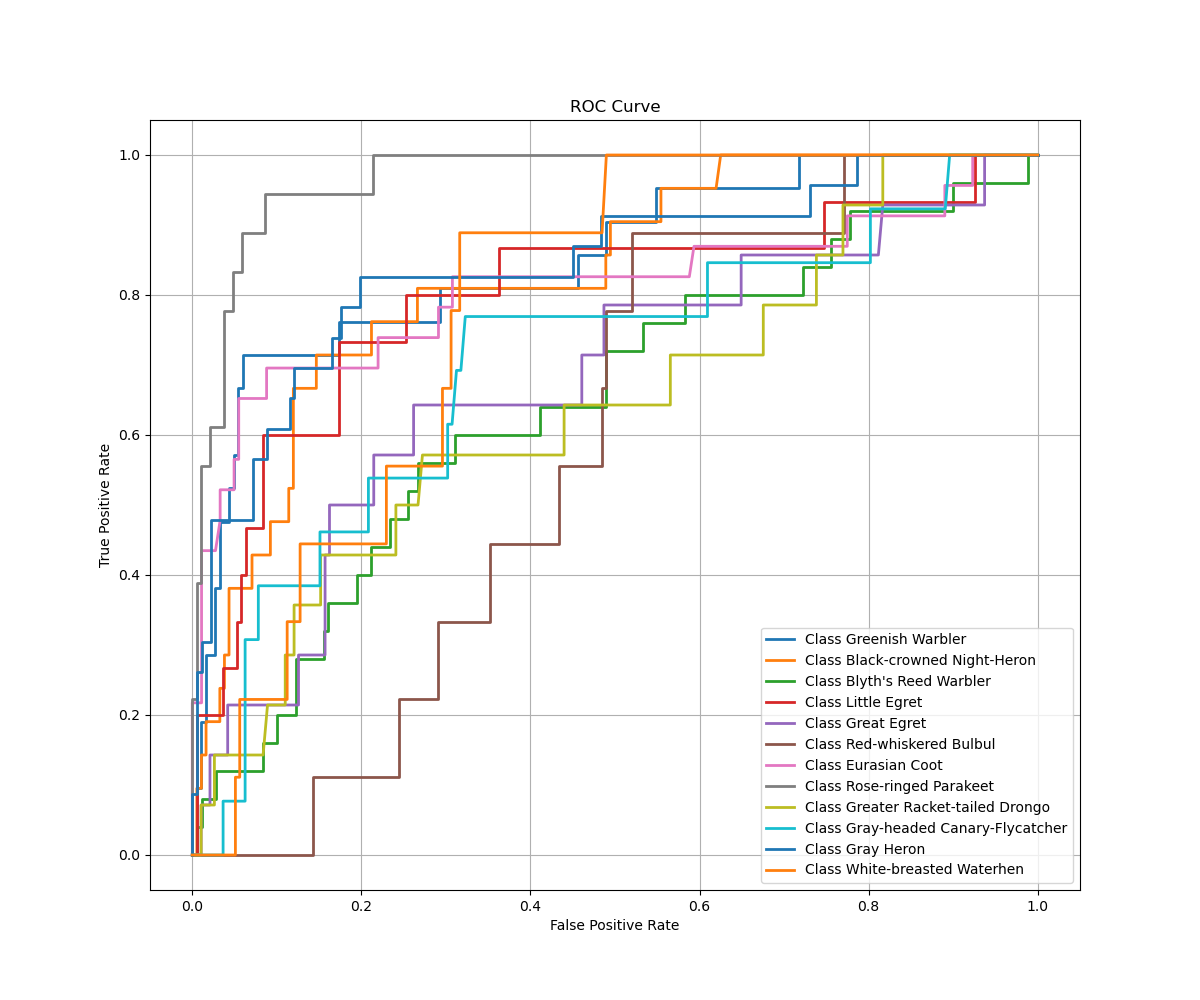 ROC Curve
True Positive Rate
1.0
0.8
0.6
0.4
0.2
0.0
0.0 0.2 0.4 0.6 0.8 1.0
False Positive Rate
Class Greenish Warbler
Class Black-crowned Night-Heron
Class Blyth's Reed Warbler
Class Little Egret
Class Great Egret
Class Red-whiskered Bulbul
Class Eurasian Coot
Class Rose-ringed Parakeet
Class Greater Racket-tailed Drongo
Class Gray-headed Canary-Flycatcher
Class Gray Heron
Class White-breasted Waterhen